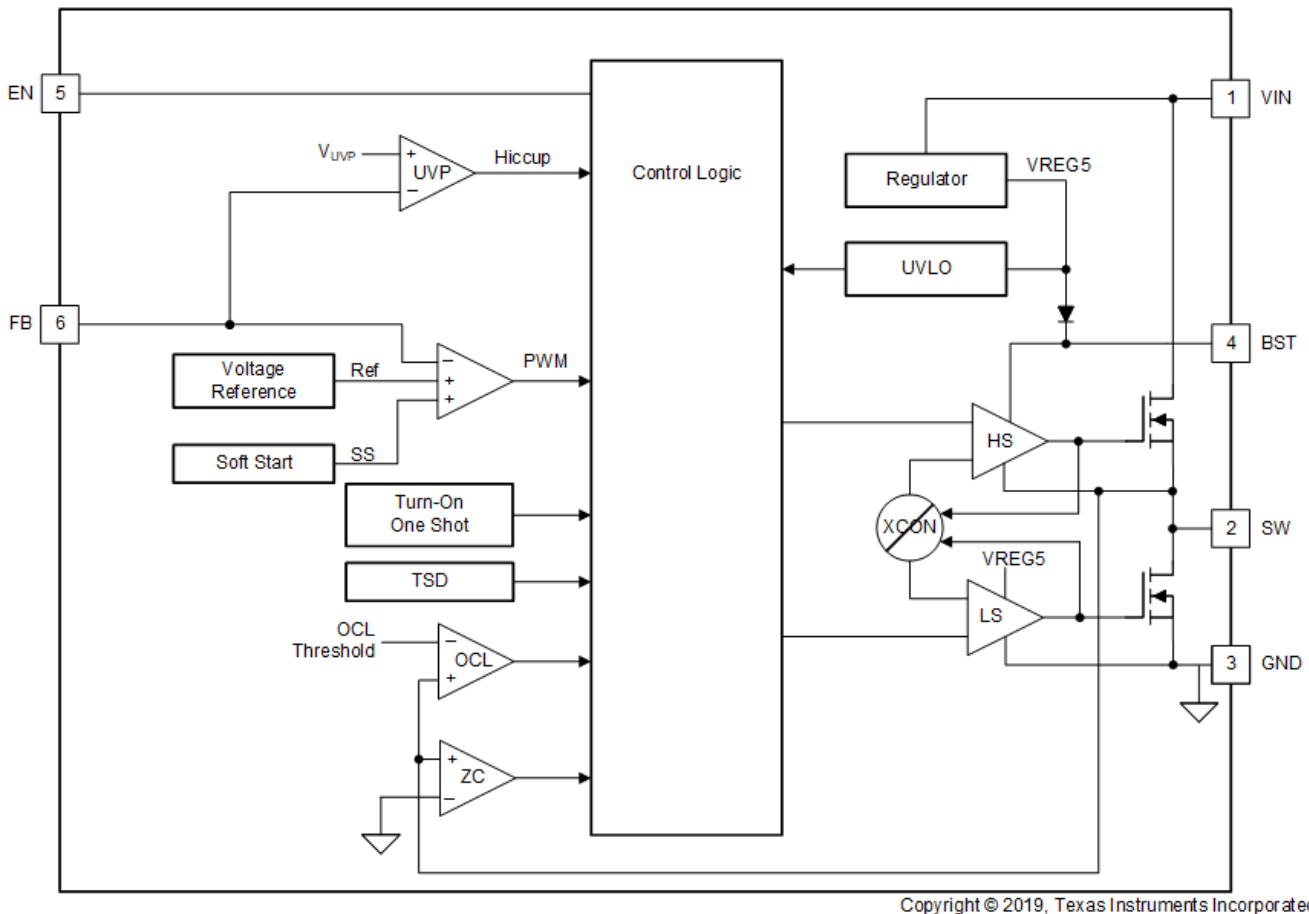 EN
5
V_UVP
+
−
UVP
Hiccup
FB
6
Voltage
Reference
Ref
−
+
+
PWM
Soft Start
SS
Turn-On
One Shot
TSD
OCL
Threshold
−
+
OCL
+
−
ZC
Control Logic
Regulator
VREG5
UVLO
HS
XCON
VREG5
LS
1
VIN
4
BST
2
SW
3
GND
Copyright © 2019, Texas Instruments Incorporate